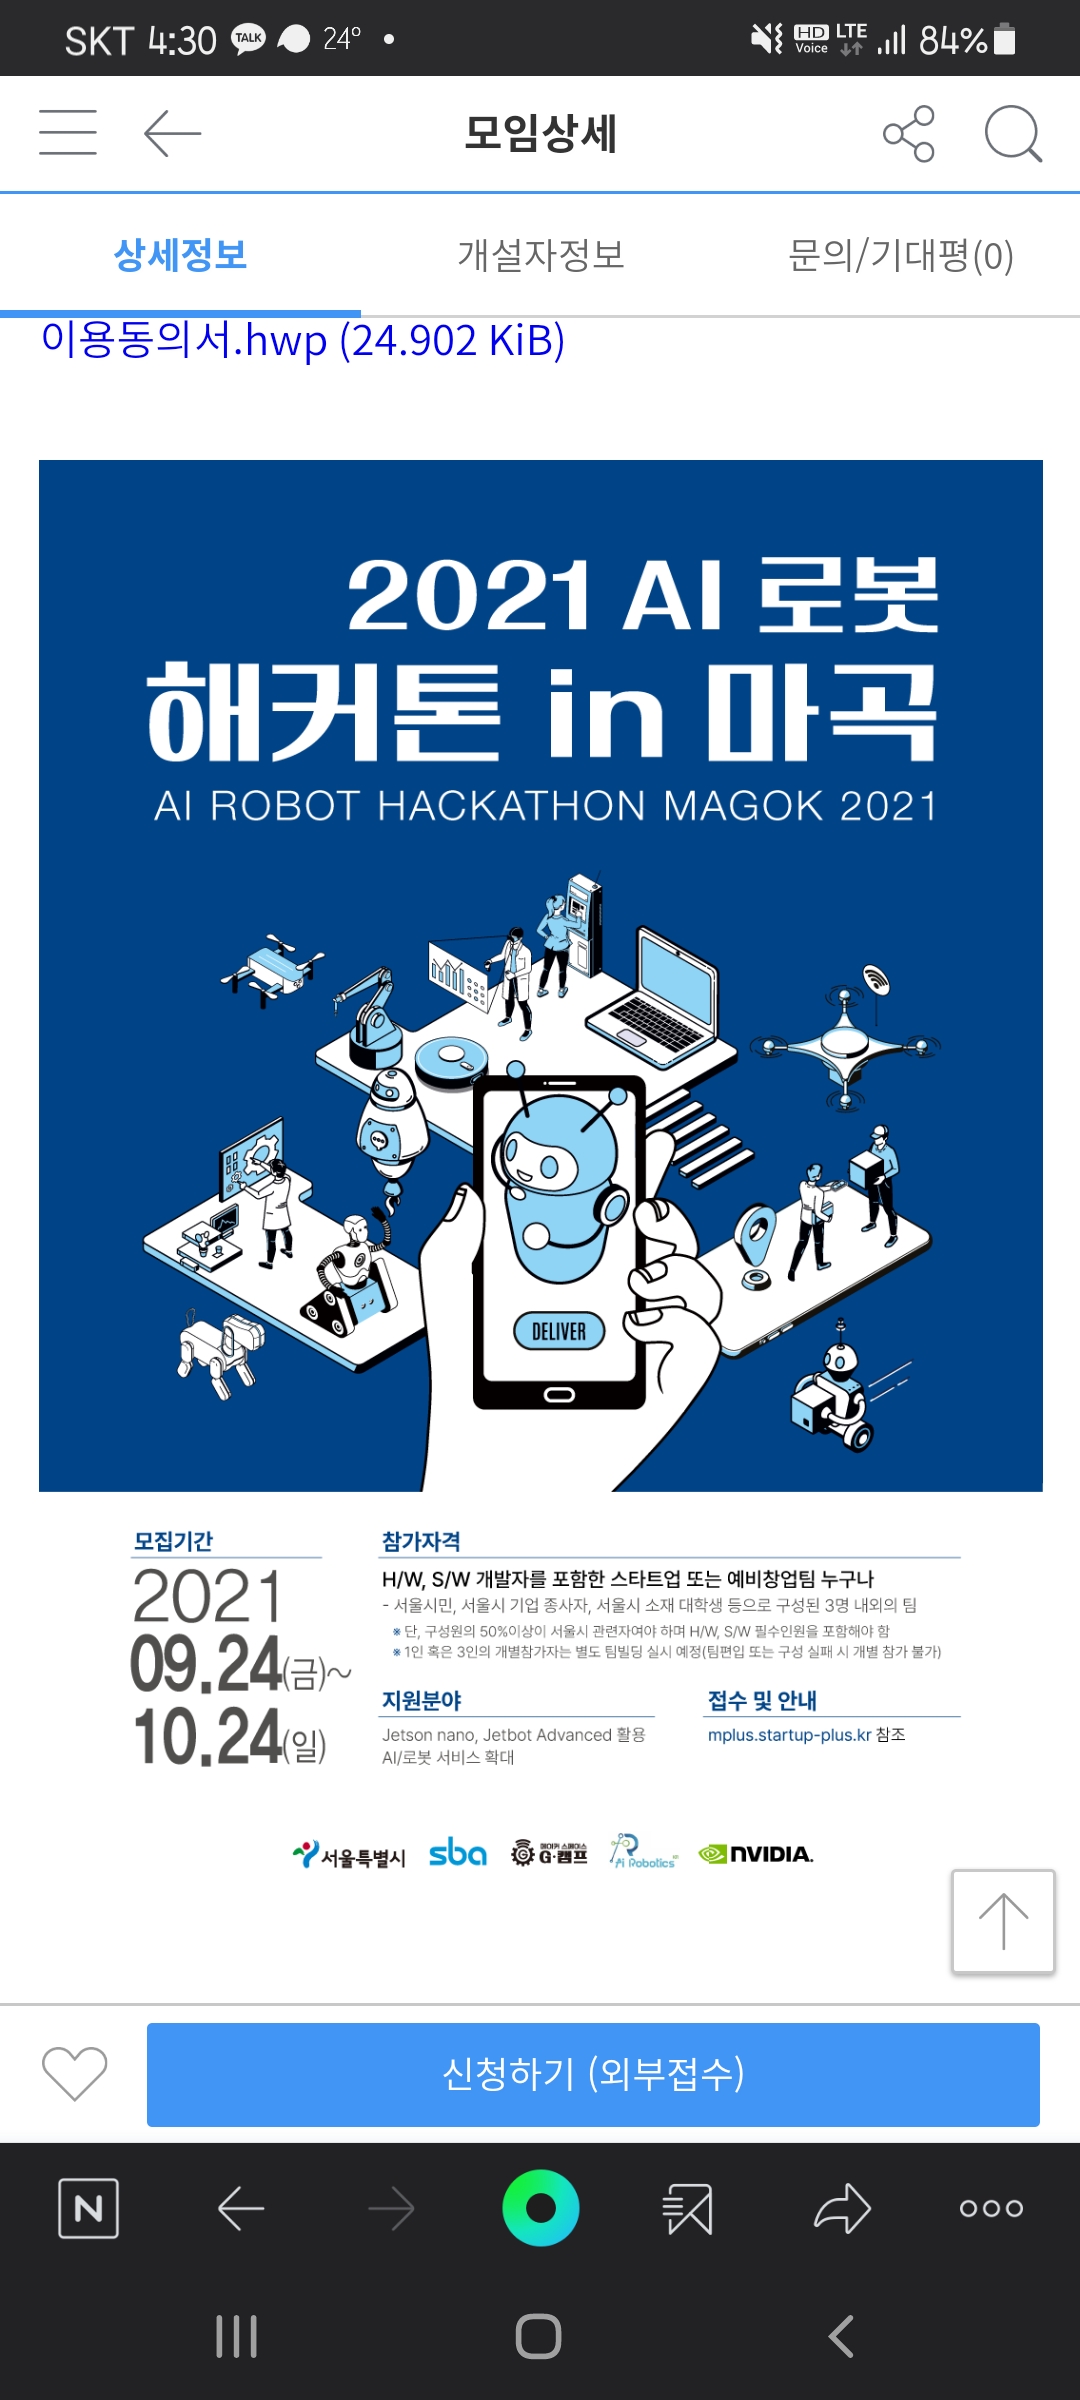 SKT 4:30 TALK 24° • HD Voice LTE 84%
모임상세
상세정보 개설자정보 문의/기대평(0)
이용동의서.hwp (24.902 KiB)
2021 AI 로봇
해커톤 in 마곡
AI ROBOT HACKATHON MAGOK 2021
DELIVER
모집기간
2021
09.24(금)~
10.24(일)
참가자격
H/W, S/W 개발자를 포함한 스타트업 또는 예비창업팀 누구나
- 서울시민, 서울시 기업 종사자, 서울시 소재 대학생 등으로 구성된 3명 내외의 팀
※ 단, 구성원의 50%이상이 서울시 관련자여야 하며 H/W, S/W 필수인원을 포함해야 함
※ 1인 혹은 3인의 개별참가자는 별도 팀빌딩 실시 예정(팀편입 또는 구성 실패 시 개별 참가 불가)
지원분야
Jetson nano, Jetbot Advanced 활용
AI/로봇 서비스 확대
접수 및 안내
mplus.startup-plus.kr 참조
서울특별시 sba 메이커 스페이스 G·캠프 Ai Robotics NVIDIA.
신청하기 (외부접수)
N